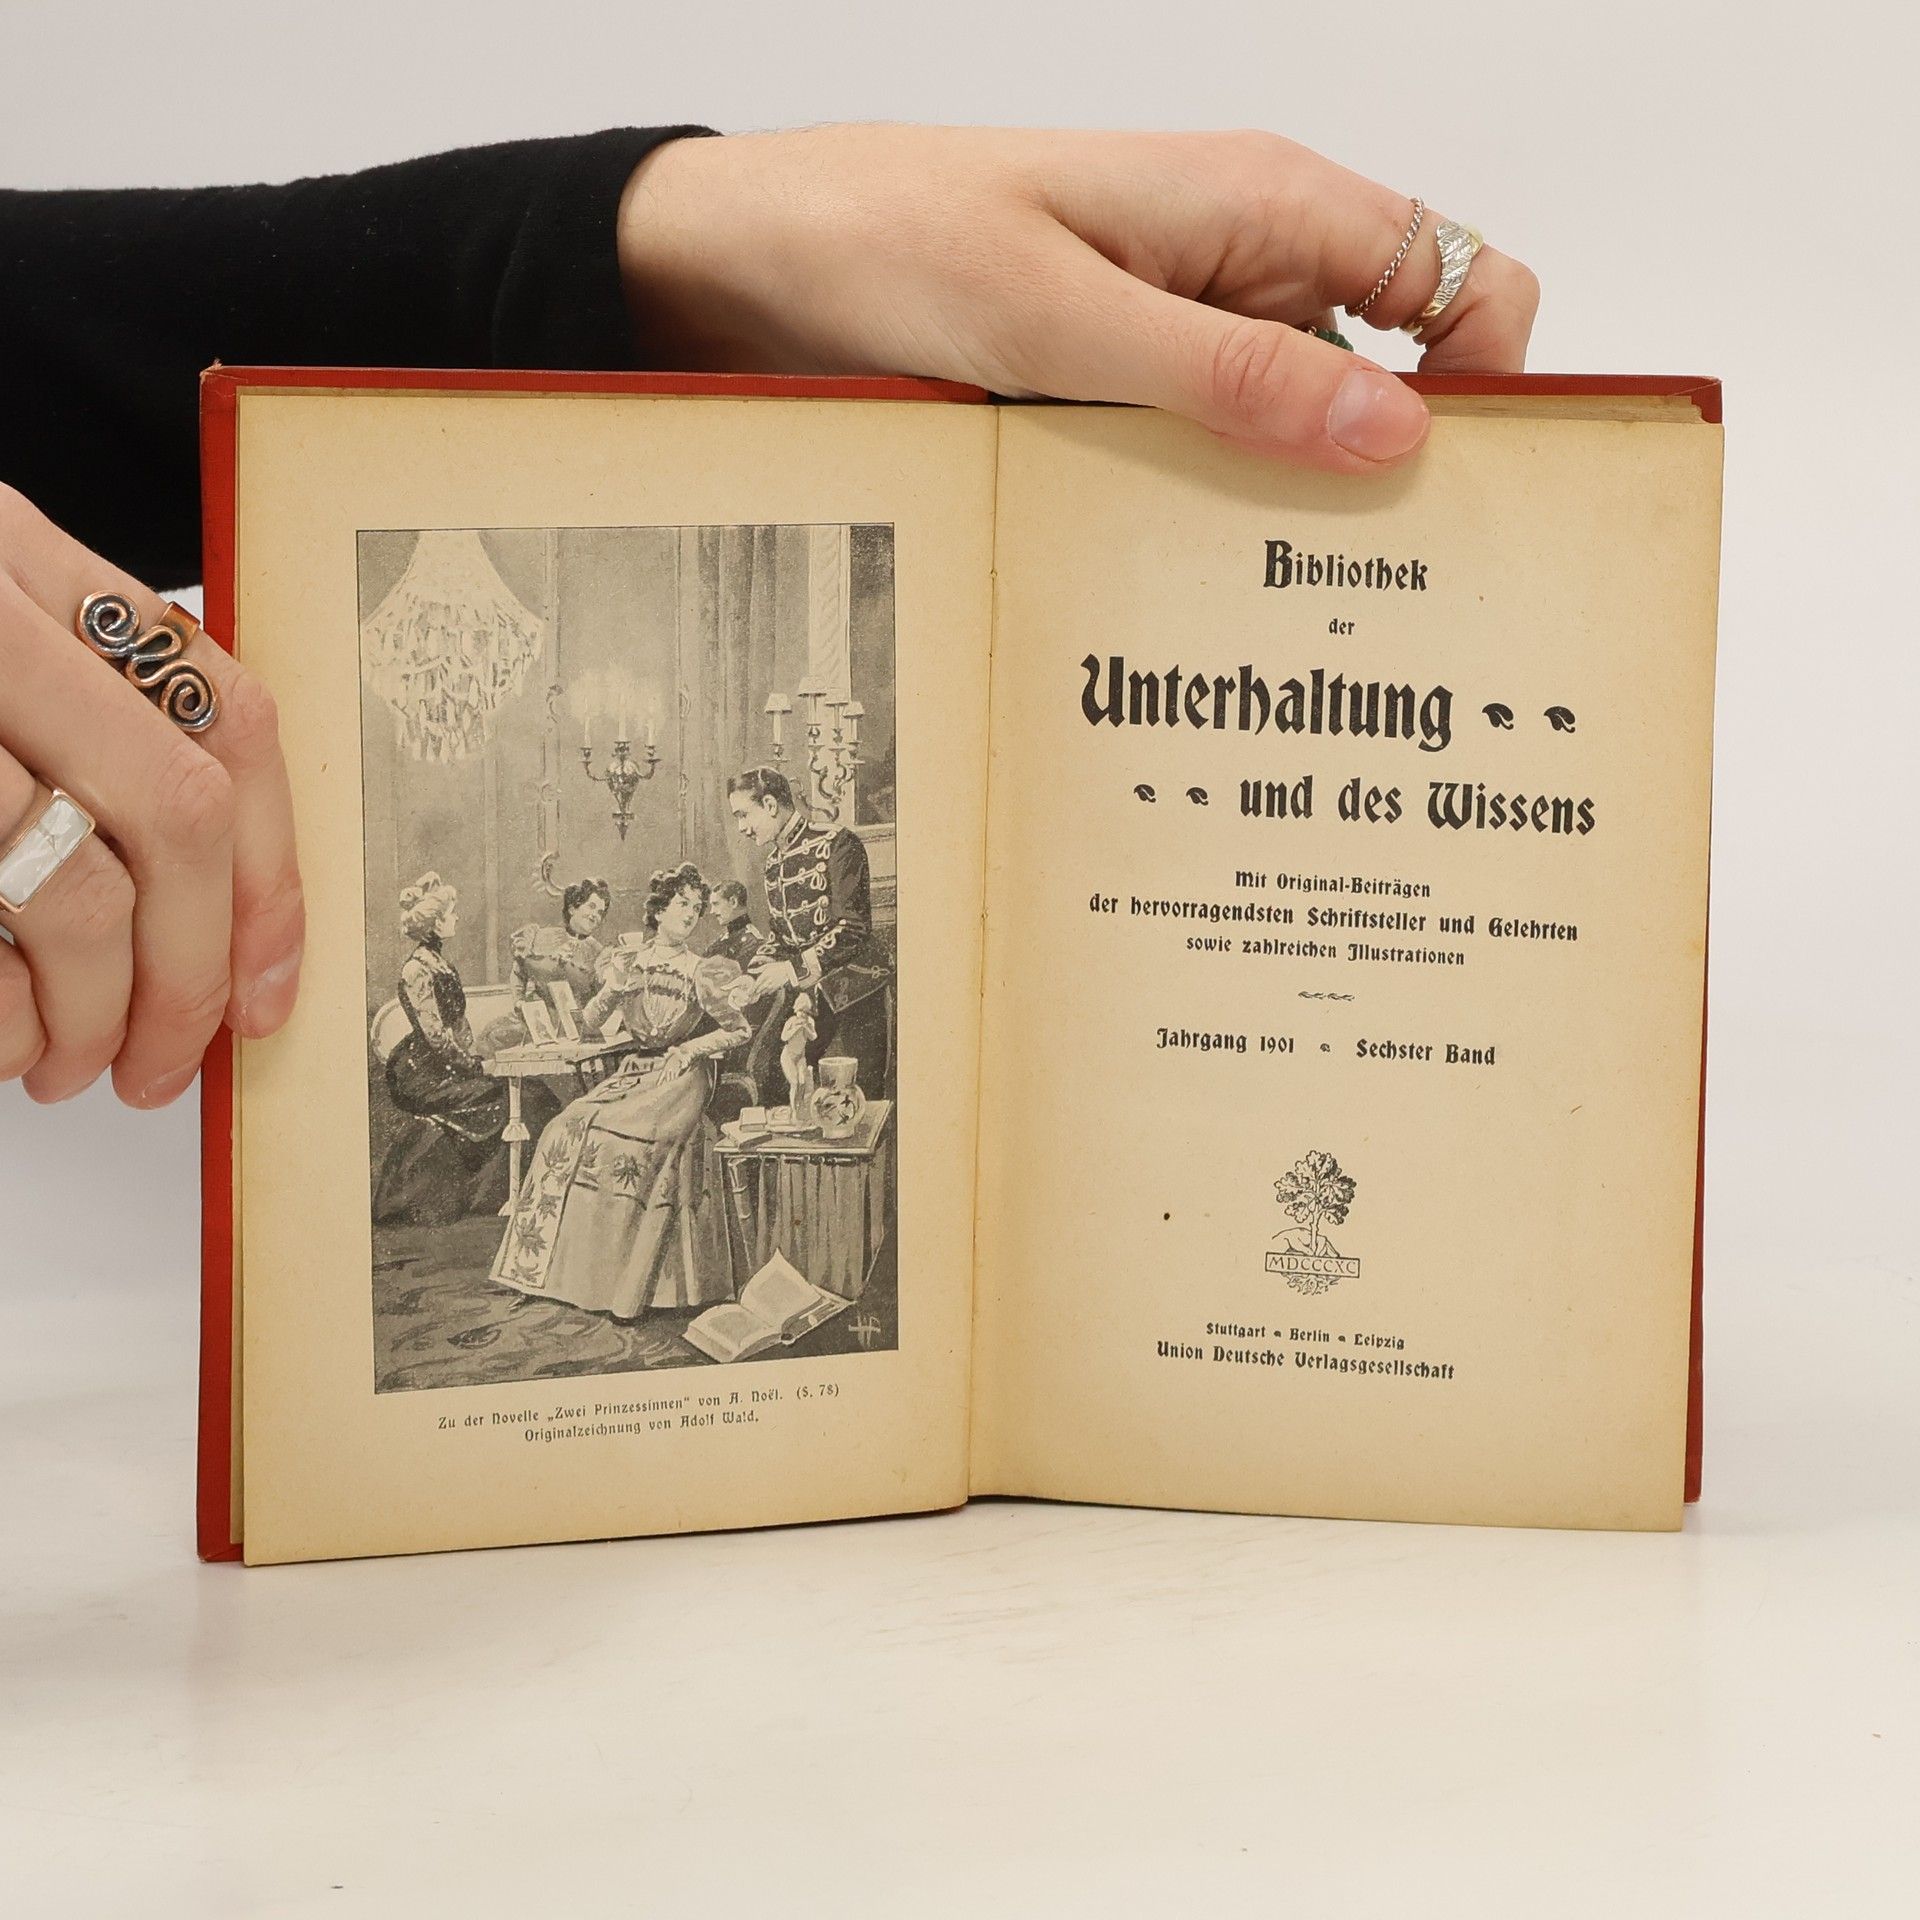 Zu der Novelle „Zwei Prinzessinnen“ von A. Noël. (S. 78)
Originalzeichnung von Adolf Wald.
Bibliothek
der
Unterhaltung
und des Wissens
Mit Original-Beiträgen
der hervorragendsten Schriftsteller und Gelehrten
sowie zahlreichen Illustrationen
Jahrgang 1901 Sechster Band
MDCCCXC
Stuttgart Berlin Leipzig
Union Deutsche Verlagsgesellschaft